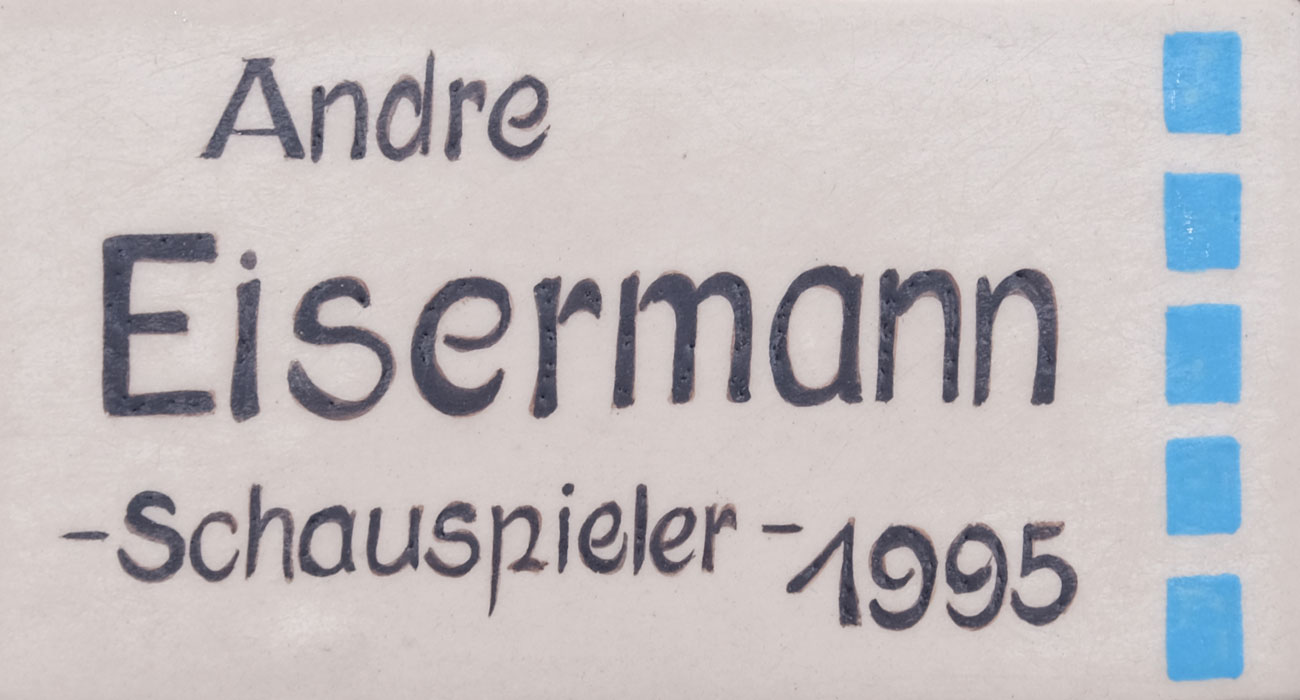 Andre
Eisermann
-Schauspieler -1995